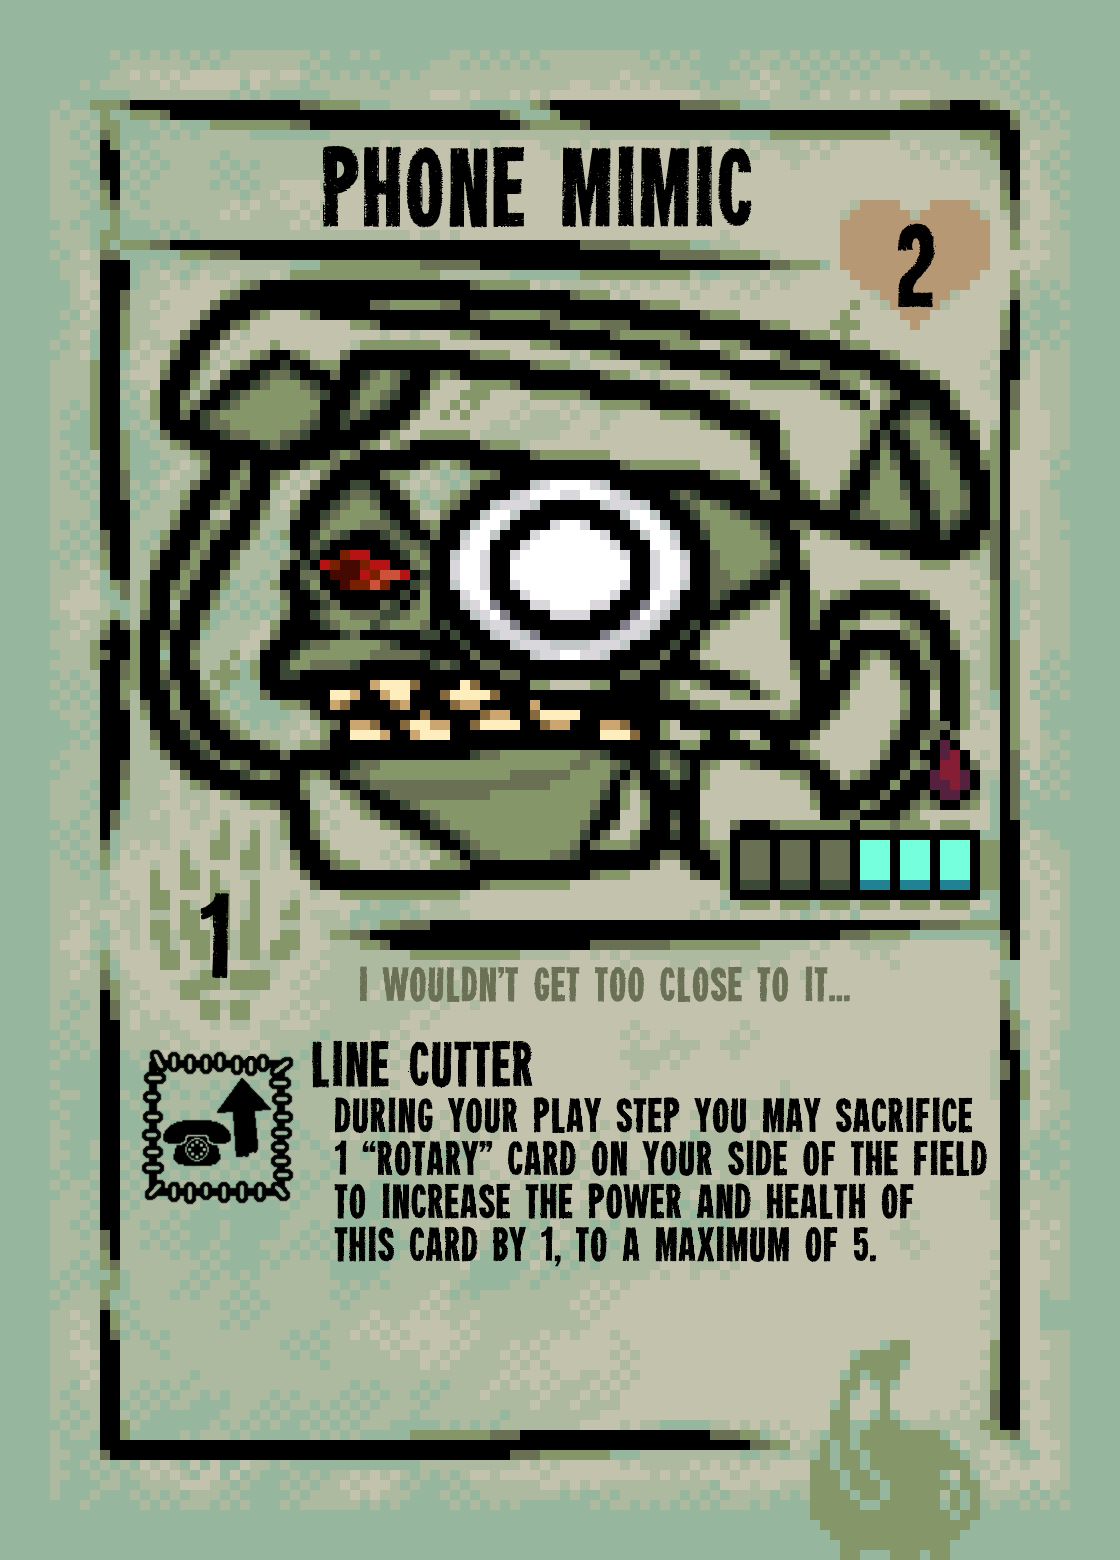 PHONE MIMIC
2
1
I WOULDN'T GET TOO CLOSE TO IT...
LINE CUTTER
DURING YOUR PLAY STEP YOU MAY SACRIFICE
1 “ROTARY” CARD ON YOUR SIDE OF THE FIELD
TO INCREASE THE POWER AND HEALTH OF
THIS CARD BY 1, TO A MAXIMUM OF 5.